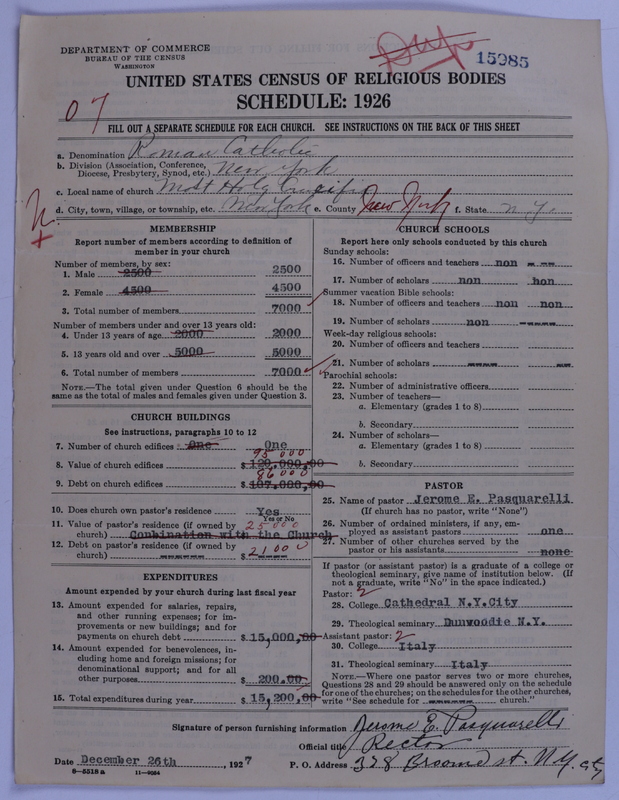 DEPARTMENT OF COMMERCE
BUREAU OF THE CENSUS
WASHINGTON
Dup
15985
UNITED STATES CENSUS OF RELIGIOUS BODIES
SCHEDULE: 1926
07
FILL OUT A SEPARATE SCHEDULE FOR EACH CHURCH. SEE INSTRUCTIONS ON THE BACK OF THIS SHEET
a. Denomination Roman Catholic
b. Division (Association, Conference, Diocese, Presbytery, Synod, etc.) New York
c. Local name of church Most Holy Crucifix
d. City, town, village, or township, etc. New York e. County New York f. State N. Y.
MEMBERSHIP
Report number of members according to definition of
member in your church
Number of members, by sex:
1. Male 2500 2500
2. Female 4500 4500
3. Total number of members 7000
Number of members under and over 13 years old:
4. Under 13 years of age 2000 2000
5. 13 years old and over 5000 5000
6. Total number of members 7000
NOTE.—The total given under Question 6 should be the
same as the total of males and females given under Question 3.
CHURCH BUILDINGS
See instructions, paragraphs 10 to 12
7. Number of church edifices One One
95 000
8. Value of church edifices $ 120,000,00
86 000
9. Debt on church edifices $ 107,000,00
10. Does church own pastor's residence Yes
Yes or No
11. Value of pastor's residence (if owned by 25000
church) Combination with the Church
12. Debt on pastor's residence (if owned by
church) $ 21000
EXPENDITURES
Amount expended by your church during last fiscal year
13. Amount expended for salaries, repairs,
and other running expenses; for im-
provements or new buildings; and for
payments on church debt $ 15,000,00
14. Amount expended for benevolences, in-
cluding home and foreign missions; for
denominational support; and for all
other purposes $ 200.00
15. Total expenditures during year $ 15,200,00
CHURCH SCHOOLS
Report here only schools conducted by this church
Sunday schools:
16. Number of officers and teachers non
17. Number of scholars non hon
Summer vacation Bible schools:
18. Number of officers and teachers non non
19. Number of scholars non
Week-day religious schools:
20. Number of officers and teachers
21. Number of scholars
Parochial schools:
22. Number of administrative officers
23. Number of teachers—
a. Elementary (grades 1 to 8)
b. Secondary
24. Number of scholars—
a. Elementary (grades 1 to 8)
b. Secondary
PASTOR
25. Name of pastor Jerome E. Pasquarelli
(If church has no pastor, write "None")
26. Number of ordained ministers, if any, em-
ployed as assistant pastors one
27. Number of other churches served by the
pastor or his assistants none
If pastor (or assistant pastor) is a graduate of a college or
theological seminary, give name of institution below. (If
not a graduate, write "No" in the space indicated.)
Pastor: 2
28. College Cathedral N.Y.City
29. Theological seminary Dunwoodie N.Y.
Assistant pastor: 2
30. College Italy
31. Theological seminary Italy
NOTE.—Where one pastor serves two or more churches,
Questions 28 and 29 should be answered only on the schedule
for one of the churches; on the schedules for the other churches,
write "See schedule for church."
Signature of person furnishing information Jerome E. Pasquarelli
Official title Rector
Date December 26th, 1927 P. O. Address 378 Broome st. N.Y. City
8—5518 a 11—9064